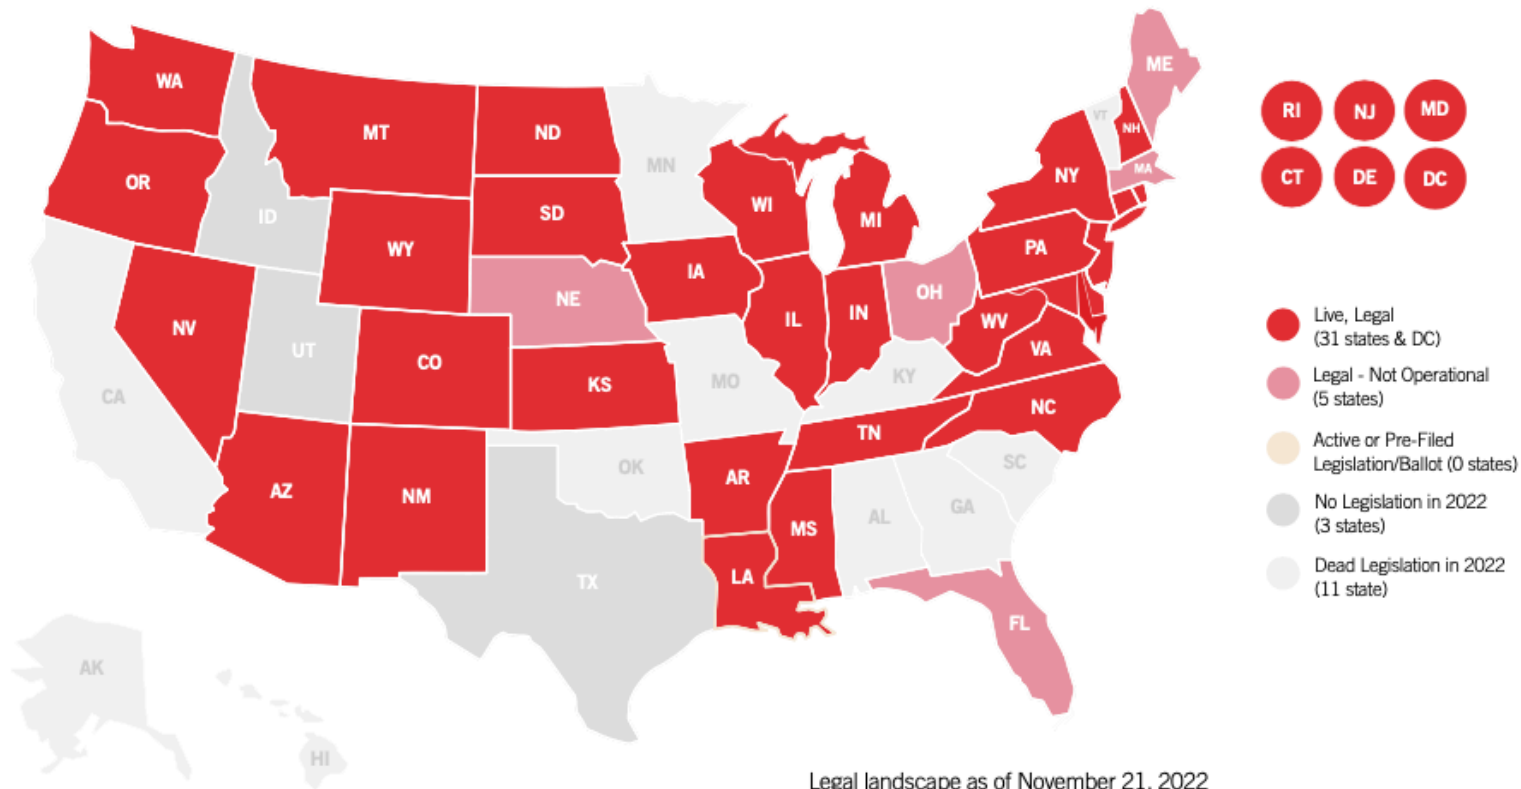 ME
WA
MT
ND
MN
VT
NH
RI
NJ
MD
OR
ID
SD
WI
MI
NY
MA
CT
DE
DC
WY
IA
PA
NE
OH
NV
UT
CO
IL
IN
WV
VA
CA
KS
MO
KY
NC
TN
AZ
NM
OK
AR
SC
MS
AL
GA
TX
LA
FL
AK
HI
Live, Legal
(31 states & DC)
Legal - Not Operational
(5 states)
Active or Pre-Filed
Legislation/Ballot (0 states)
No Legislation in 2022
(3 states)
Dead Legislation in 2022
(11 state)
Legal landscape as of November 21, 2022